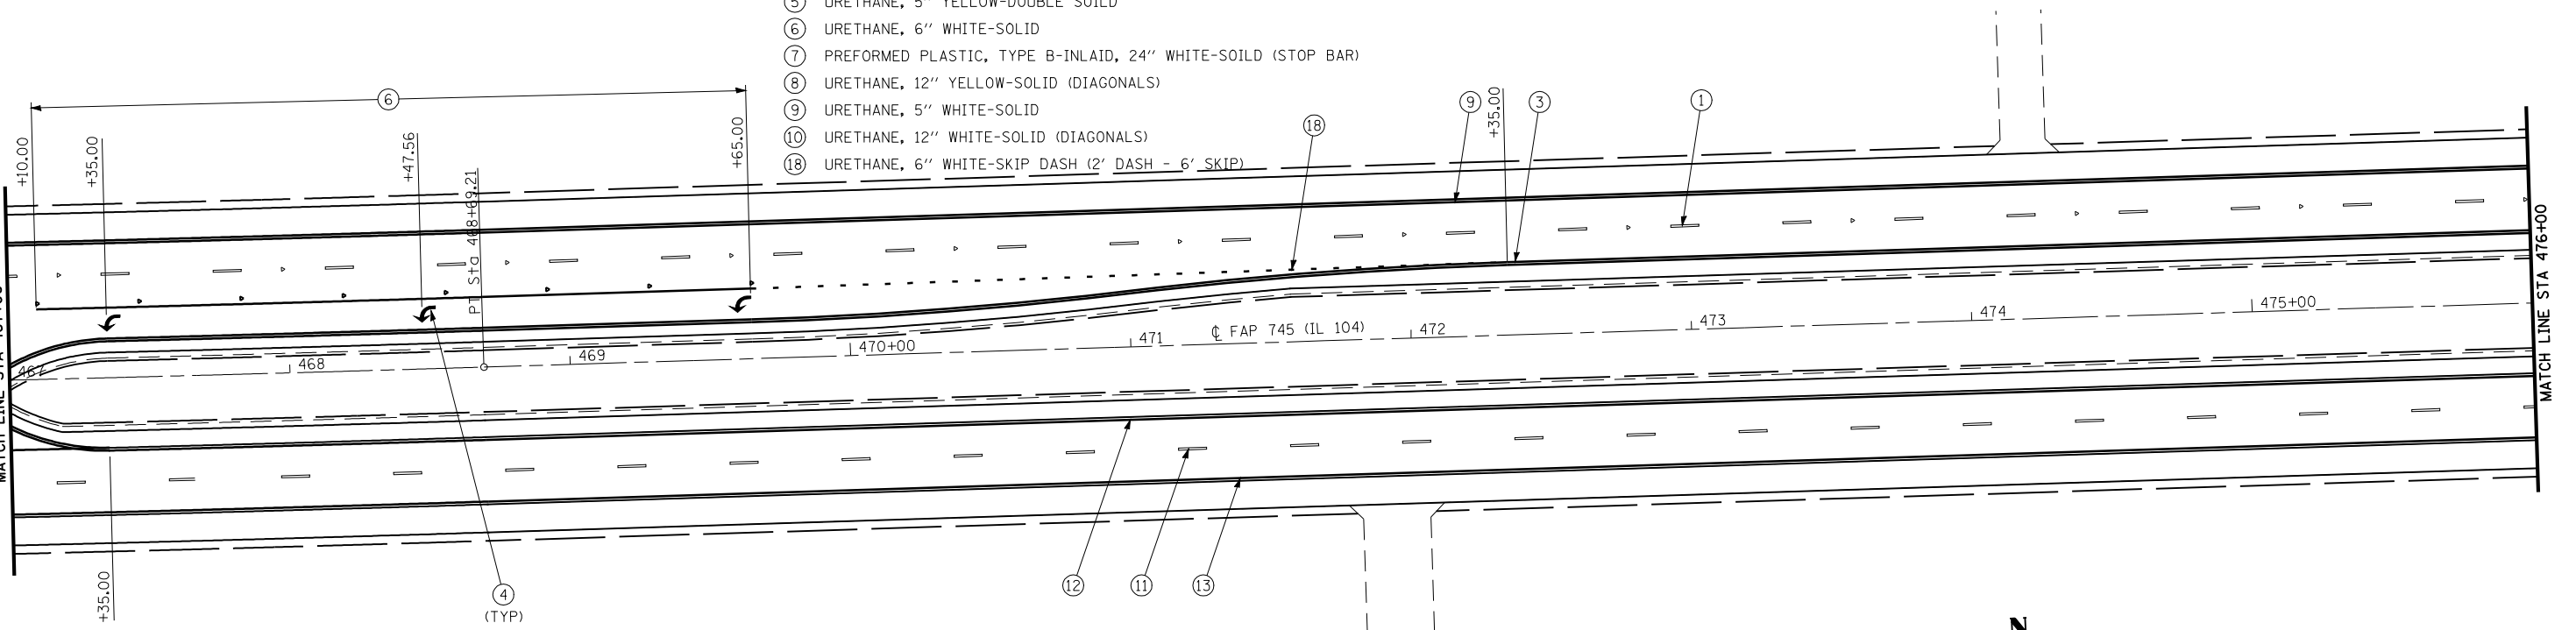 ⑤ URETHANE, 5" YELLOW-DOUBLE SOILD
⑥ URETHANE, 6" WHITE-SOLID
⑦ PREFORMED PLASTIC, TYPE B-INLAID, 24" WHITE-SOILD (STOP BAR)
⑧ URETHANE, 12" YELLOW-SOLID (DIAGONALS)
⑨ URETHANE, 5" WHITE-SOLID
⑩ URETHANE, 12" WHITE-SOLID (DIAGONALS)
⑱ URETHANE, 6" WHITE-SKIP DASH (2' DASH - 6' SKIP)
⑥
+10.00
+35.00
+47.56
PT Sta 468+69.21
+65.00
⑱
⑨
+35.00
③
①
467
468
469
470+00
471
℄ FAP 745 (IL 104)
472
473
474
475+00
MATCH LINE STA 476+00
+35.00
④
(TYP)
⑫
⑪
⑬
N